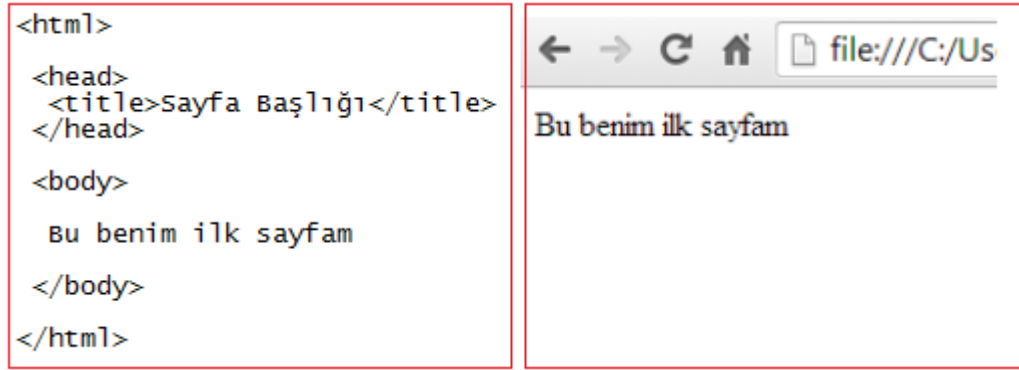 <html>
<head>
<title>Sayfa Başlığı</title>
</head>
<body>
Bu benim ilk sayfam
</body>
</html>
file:///C:/Us
Bu benim ilk sayfam